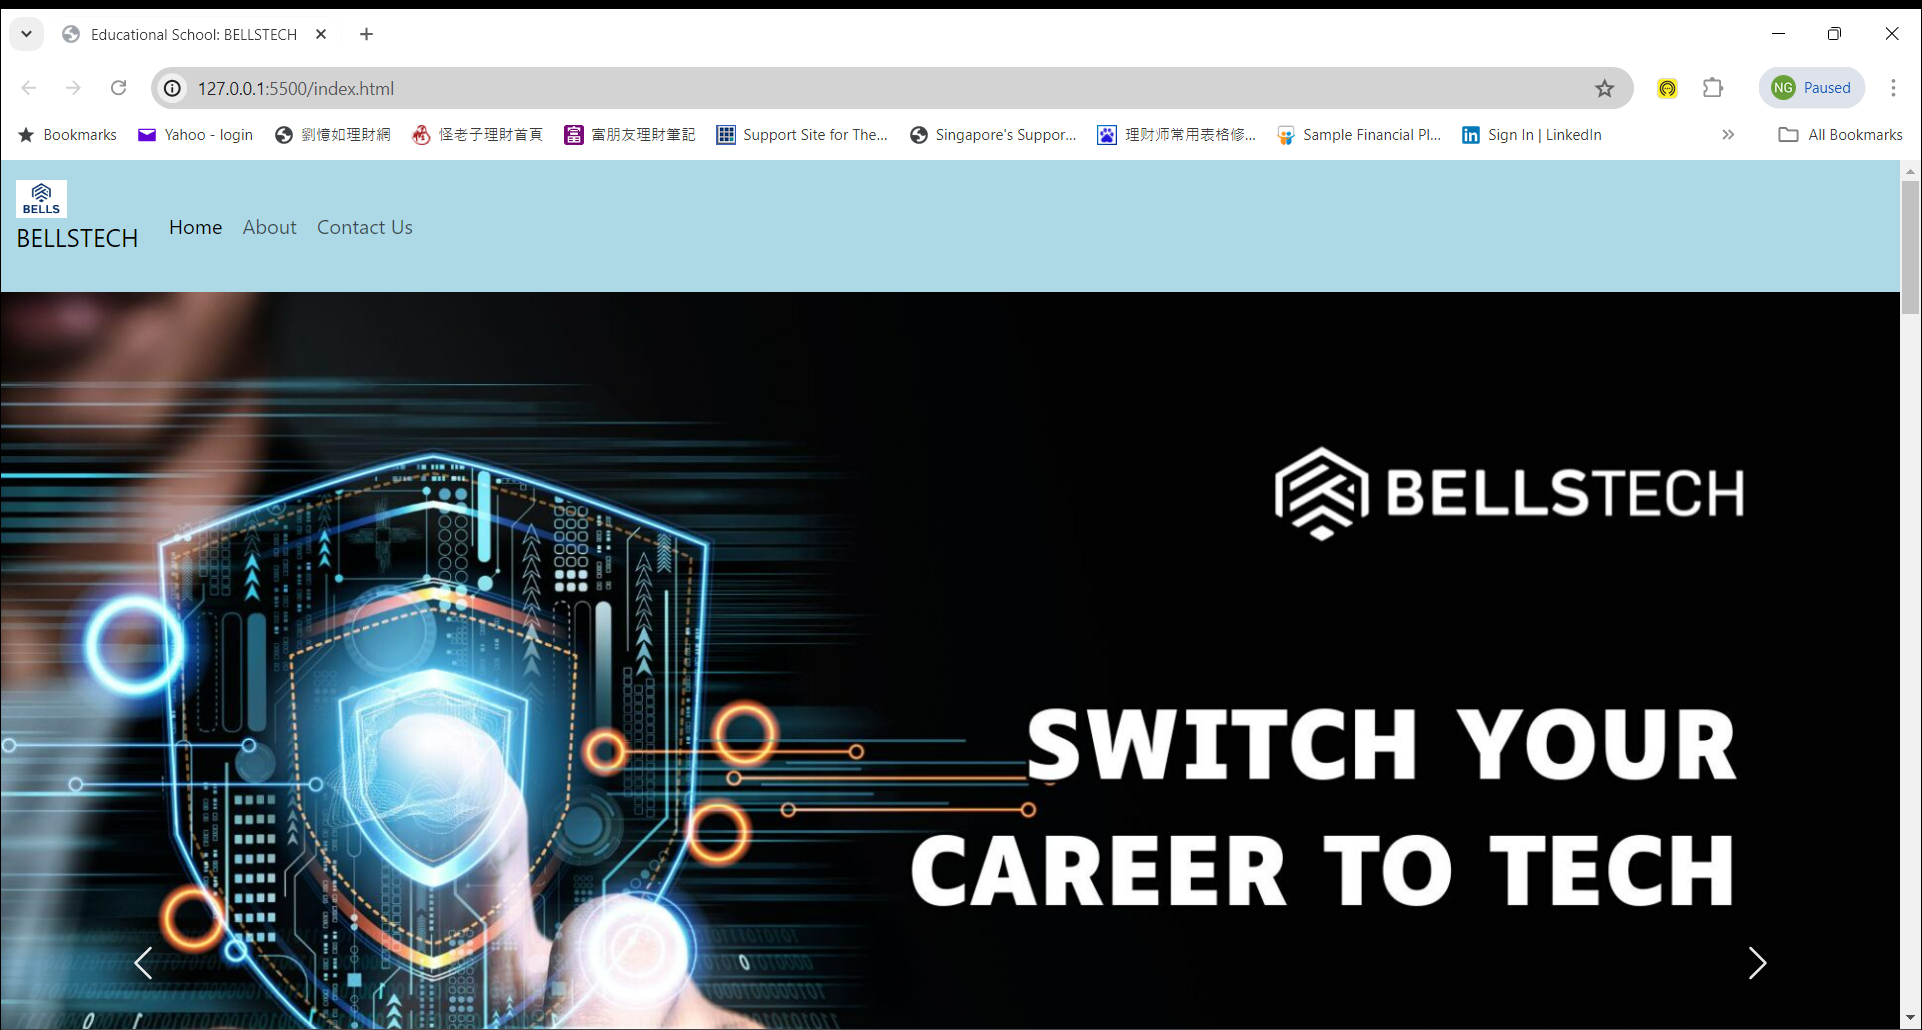 Educational School: BELLSTECH
127.0.0.1:5500/index.html
NG Paused
Bookmarks Yahoo - login 劉憶如理財網 怪老子理財首頁 富朋友理財筆記 Support Site for The... Singapore's Suppor... 理财师常用表格修... Sample Financial Pl... Sign In | LinkedIn » All Bookmarks
BELLS
BELLSTECH Home About Contact Us
BELLSTECH
SWITCH YOUR
CAREER TO TECH